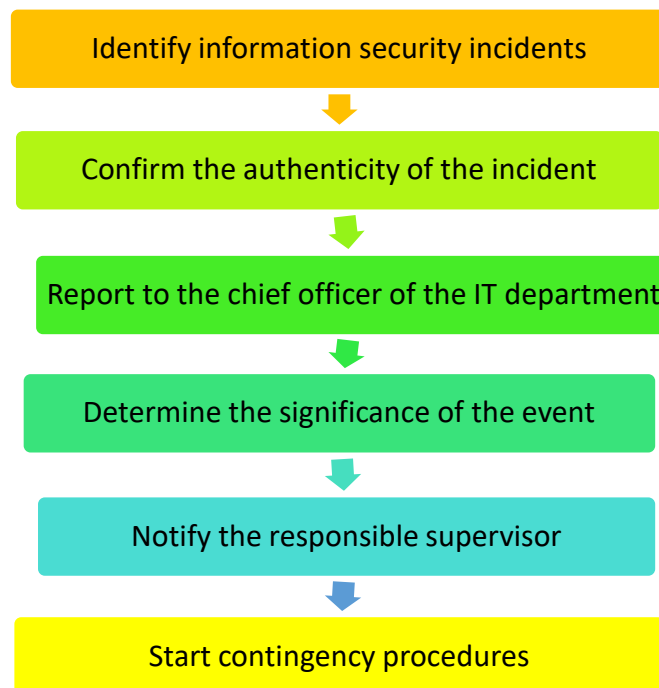 Identify information security incidents
Confirm the authenticity of the incident
Report to the chief officer of the IT department
Determine the significance of the event
Notify the responsible supervisor
Start contingency procedures